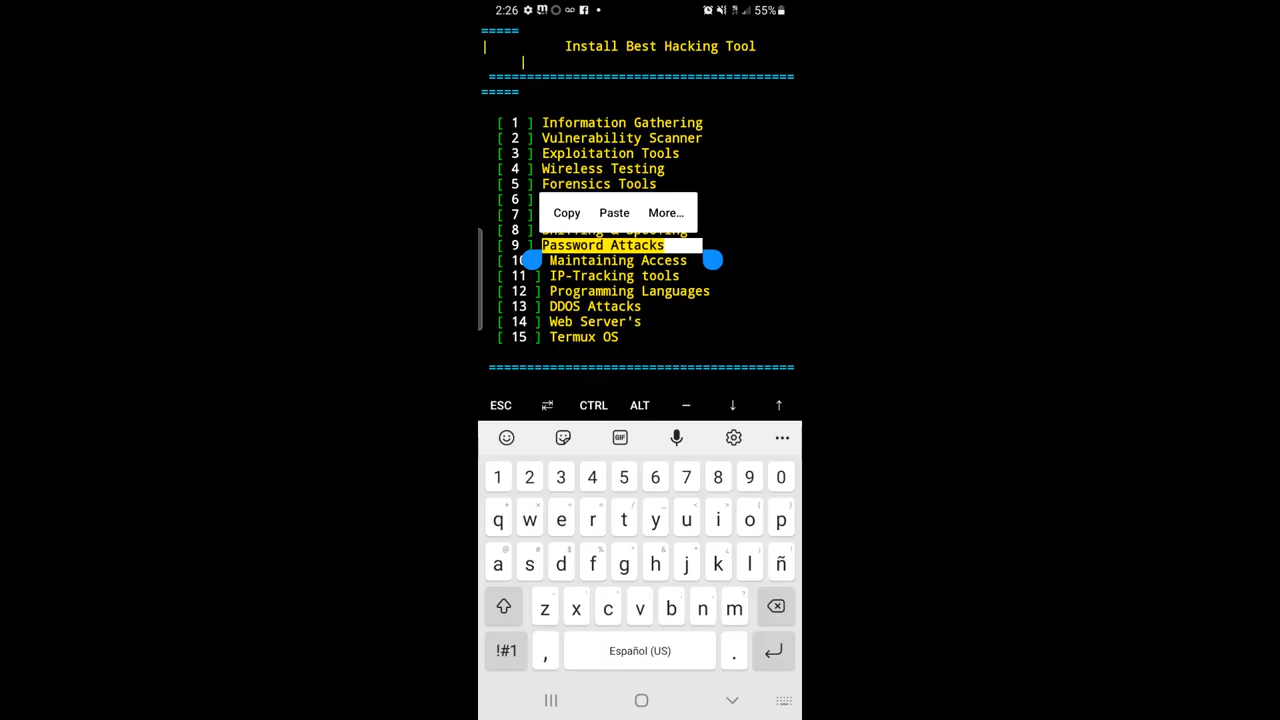 2:26 55%
=====
| Install Best Hacking Tool
|
========================================
=====
[ 1 ] Information Gathering
[ 2 ] Vulnerability Scanner
[ 3 ] Exploitation Tools
[ 4 ] Wireless Testing
[ 5 ] Forensics Tools
[ 6 ]
[ 7 ]
Copy Paste More...
[ 8 ]
[ 9 ] Password Attacks
[ 10 Maintaining Access
[ 11 ] IP-Tracking tools
[ 12 ] Programming Languages
[ 13 ] DDOS Attacks
[ 14 ] Web Server's
[ 15 ] Termux OS
========================================
ESC CTRL ALT – ↓ ↑
GIF
1 2 3 4 5 6 7 8 9 0
q w e r t y u i o p
a s d f g h j k l ñ
z x c v b n m
!#1 , Español (US) .